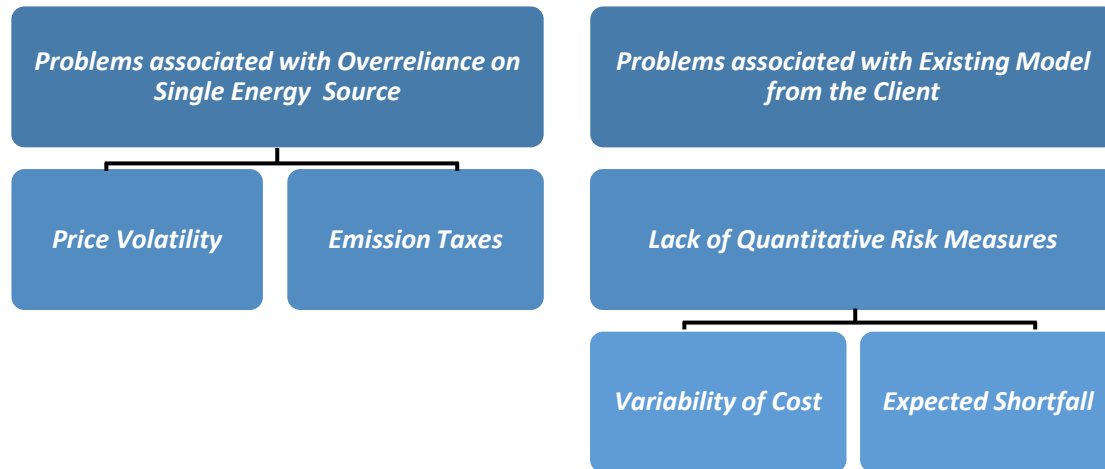 Problems associated with Overreliance on
Single Energy Source
Problems associated with Existing Model
from the Client
Price Volatility
Emission Taxes
Lack of Quantitative Risk Measures
Variability of Cost
Expected Shortfall